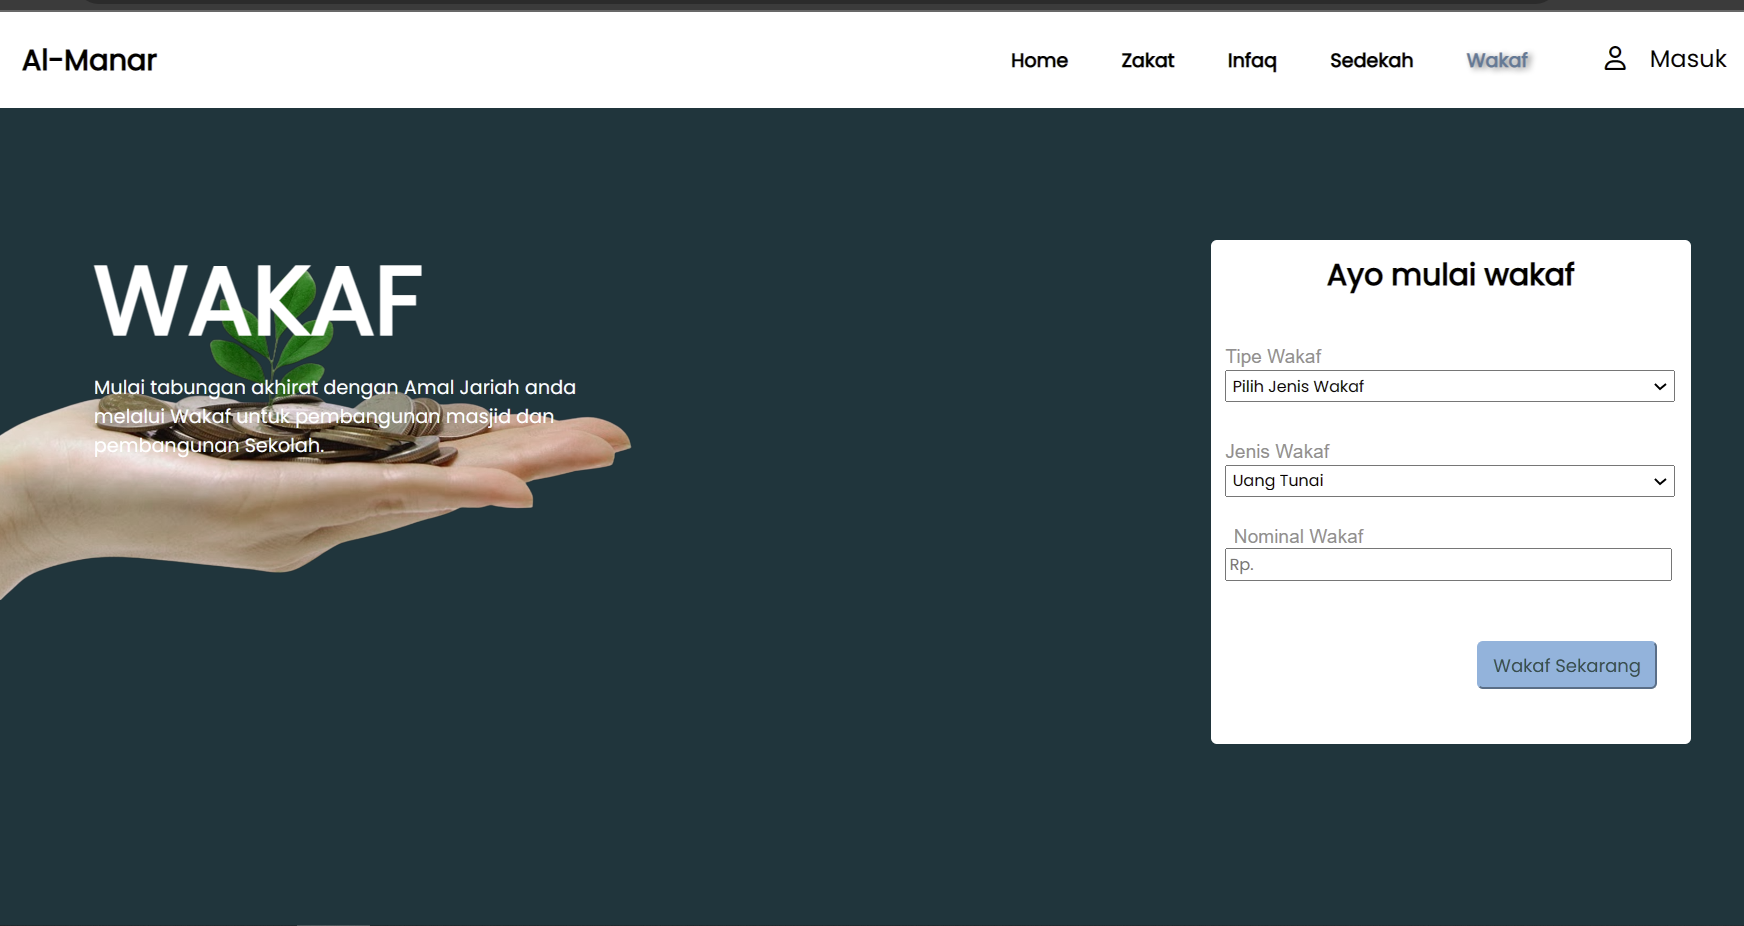 Al-Manar
Home
Zakat
Infaq
Sedekah
Wakaf
Masuk
WAKAF
Mulai tabungan akhirat dengan Amal Jariah anda
melalui Wakaf untuk pembangunan masjid dan
pembangunan Sekolah.
Ayo mulai wakaf
Tipe Wakaf
Pilih Jenis Wakaf
Jenis Wakaf
Uang Tunai
Nominal Wakaf
Rp.
Wakaf Sekarang